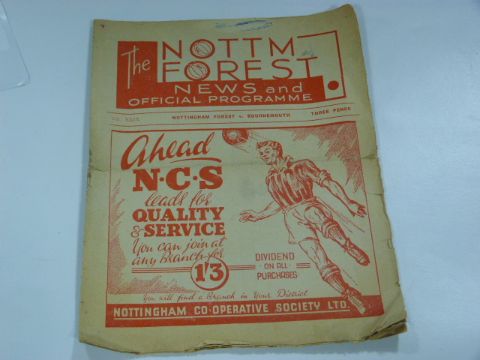 The NOTTM
FOREST
NEWS and
OFFICIAL PROGRAMME
NOTTINGHAM FOREST v. BOURNEMOUTH
THREE PENCE
Ahead
N·C·S
leads for
QUALITY
& SERVICE
You can join at
any Branch for
1/3
DIVIDEND
ON ALL
PURCHASES
You will find a Branch in Your District
NOTTINGHAM CO-OPERATIVE SOCIETY LTD.